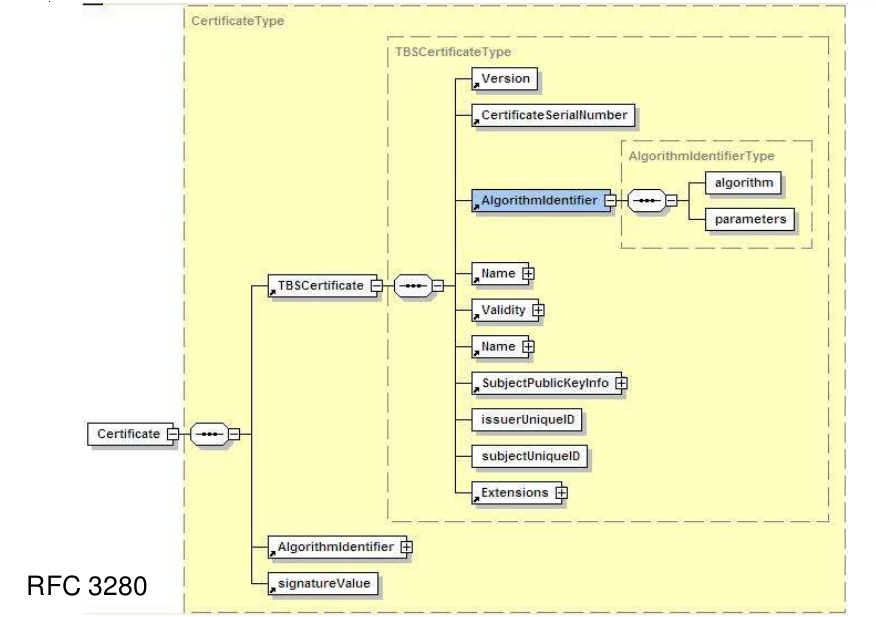 CertificateType
TBSCertificateType
Version
CertificateSerialNumber
AlgorithmIdentifierType
algorithm
AlgorithmIdentifier
parameters
Name
TBSCertificate
Validity
Name
SubjectPublicKeyInfo
issuerUniqueID
Certificate
subjectUniqueID
Extensions
AlgorithmIdentifier
signatureValue
RFC 3280